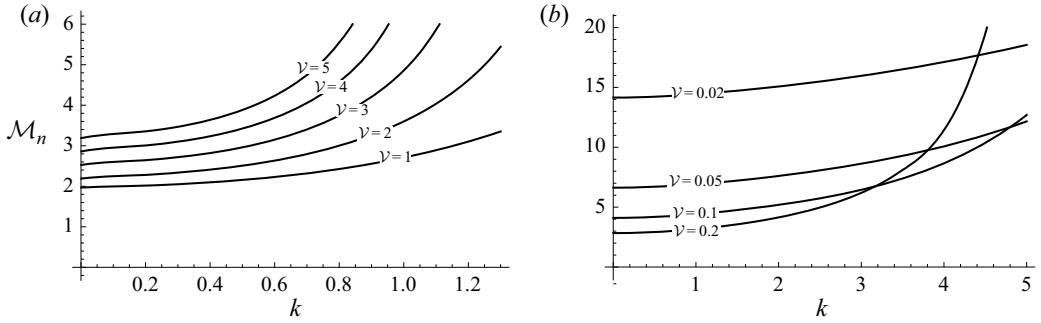 (a)
(b)
6
5
4
3
2
1
ℳn
𝒱 = 5
𝒱 = 4
𝒱 = 3
𝒱 = 2
𝒱 = 1
0.2 0.4 0.6 0.8 1.0 1.2
k
20
15
10
5
𝒱 = 0.02
𝒱 = 0.05
𝒱 = 0.1
𝒱 = 0.2
1 2 3 4 5
k